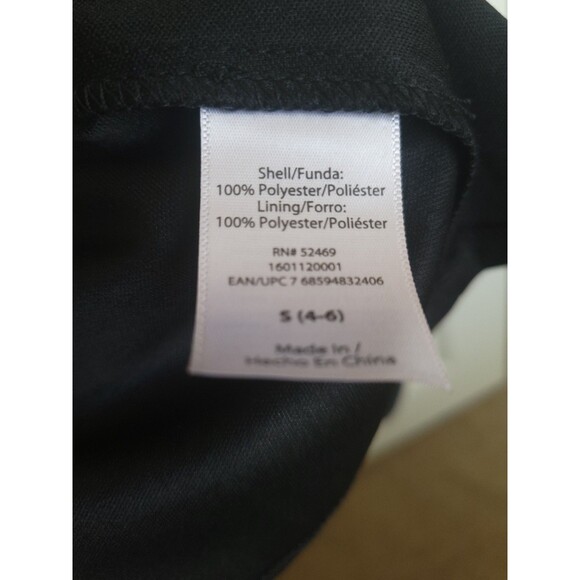 Shell/Funda:
100% Polyester/Poliéster
Lining/Forro:
100% Polyester/Poliéster
RN# 52469
1601120001
EAN/UPC 7 68594832406
S (4-6)
Made In /
Hecho En China